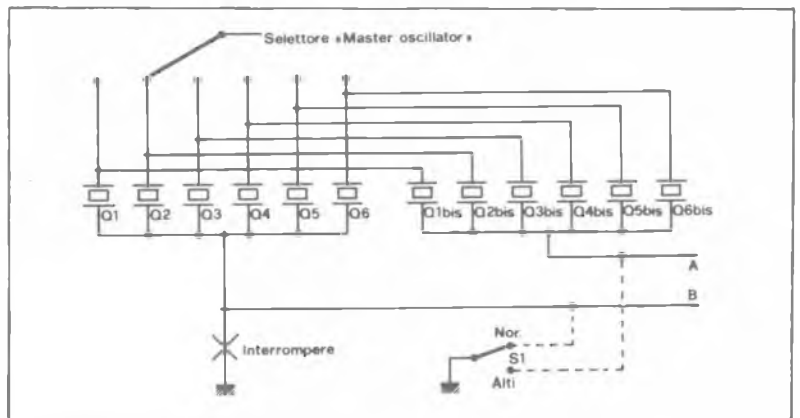 Selettore «Master oscillator»
Q1 Q2 Q3 Q4 Q5 Q6 Q1bis Q2bis Q3bis Q4bis Q5bis Q6bis
A
B
Nor.
Interrompere
S1
Alti